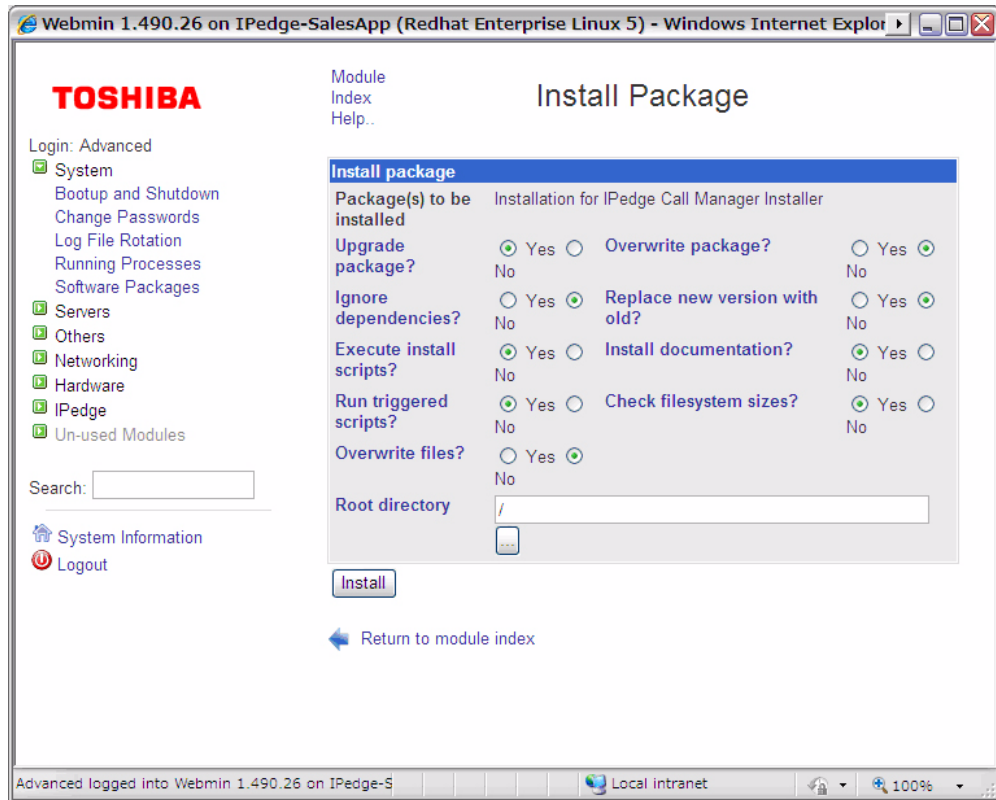 Webmin 1.490.26 on IPedge-SalesApp (Redhat Enterprise Linux 5) - Windows Internet Explor
TOSHIBA
Login: Advanced
System
Bootup and Shutdown
Change Passwords
Log File Rotation
Running Processes
Software Packages
Servers
Others
Networking
Hardware
IPedge
Un-used Modules
Search:
System Information
Logout
Module
Index
Help..
Install Package
Install package
Package(s) to be
installed
Installation for IPedge Call Manager Installer
Upgrade
package?
Yes
No
Overwrite package?
Yes
No
Ignore
dependencies?
Yes
No
Replace new version with
old?
Yes
No
Execute install
scripts?
Yes
No
Install documentation?
Yes
No
Run triggered
scripts?
Yes
No
Check filesystem sizes?
Yes
No
Overwrite files?
Yes
No
Root directory
/
...
Install
Return to module index
Advanced logged into Webmin 1.490.26 on IPedge-S
Local intranet
100%